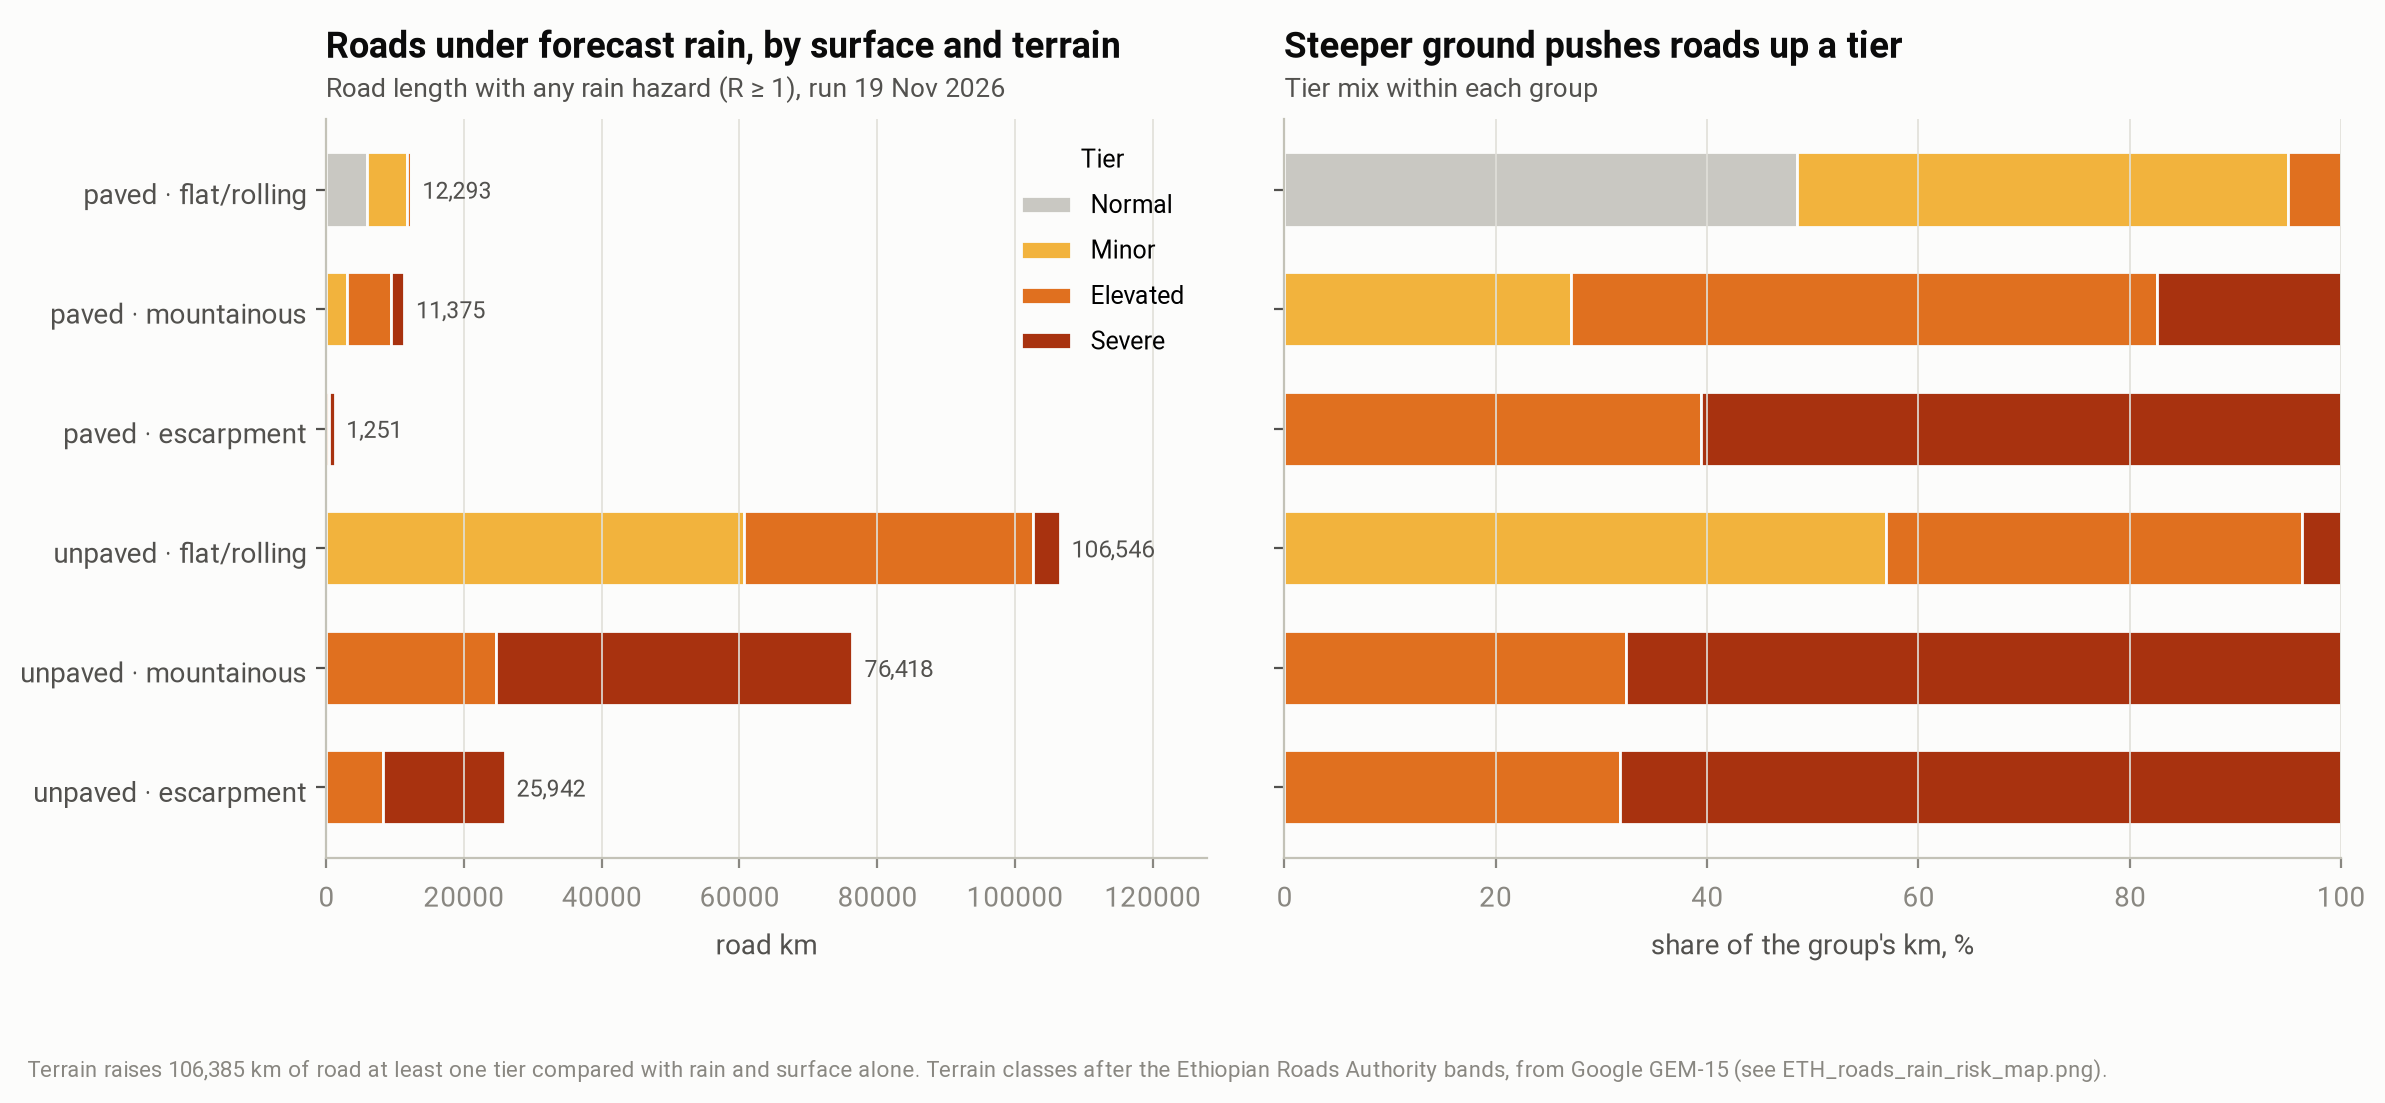 Roads under forecast rain, by surface and terrain
Road length with any rain hazard (R ≥ 1), run 19 Nov 2026
paved · flat/rolling
12,293
paved · mountainous
11,375
paved · escarpment
1,251
unpaved · flat/rolling
106,546
unpaved · mountainous
76,418
unpaved · escarpment
25,942
Tier
Normal
Minor
Elevated
Severe
0 20000 40000 60000 80000 100000 120000
road km
Steeper ground pushes roads up a tier
Tier mix within each group
0 20 40 60 80 100
share of the group's km, %
Terrain raises 106,385 km of road at least one tier compared with rain and surface alone. Terrain classes after the Ethiopian Roads Authority bands, from Google GEM-15 (see ETH_roads_rain_risk_map.png).